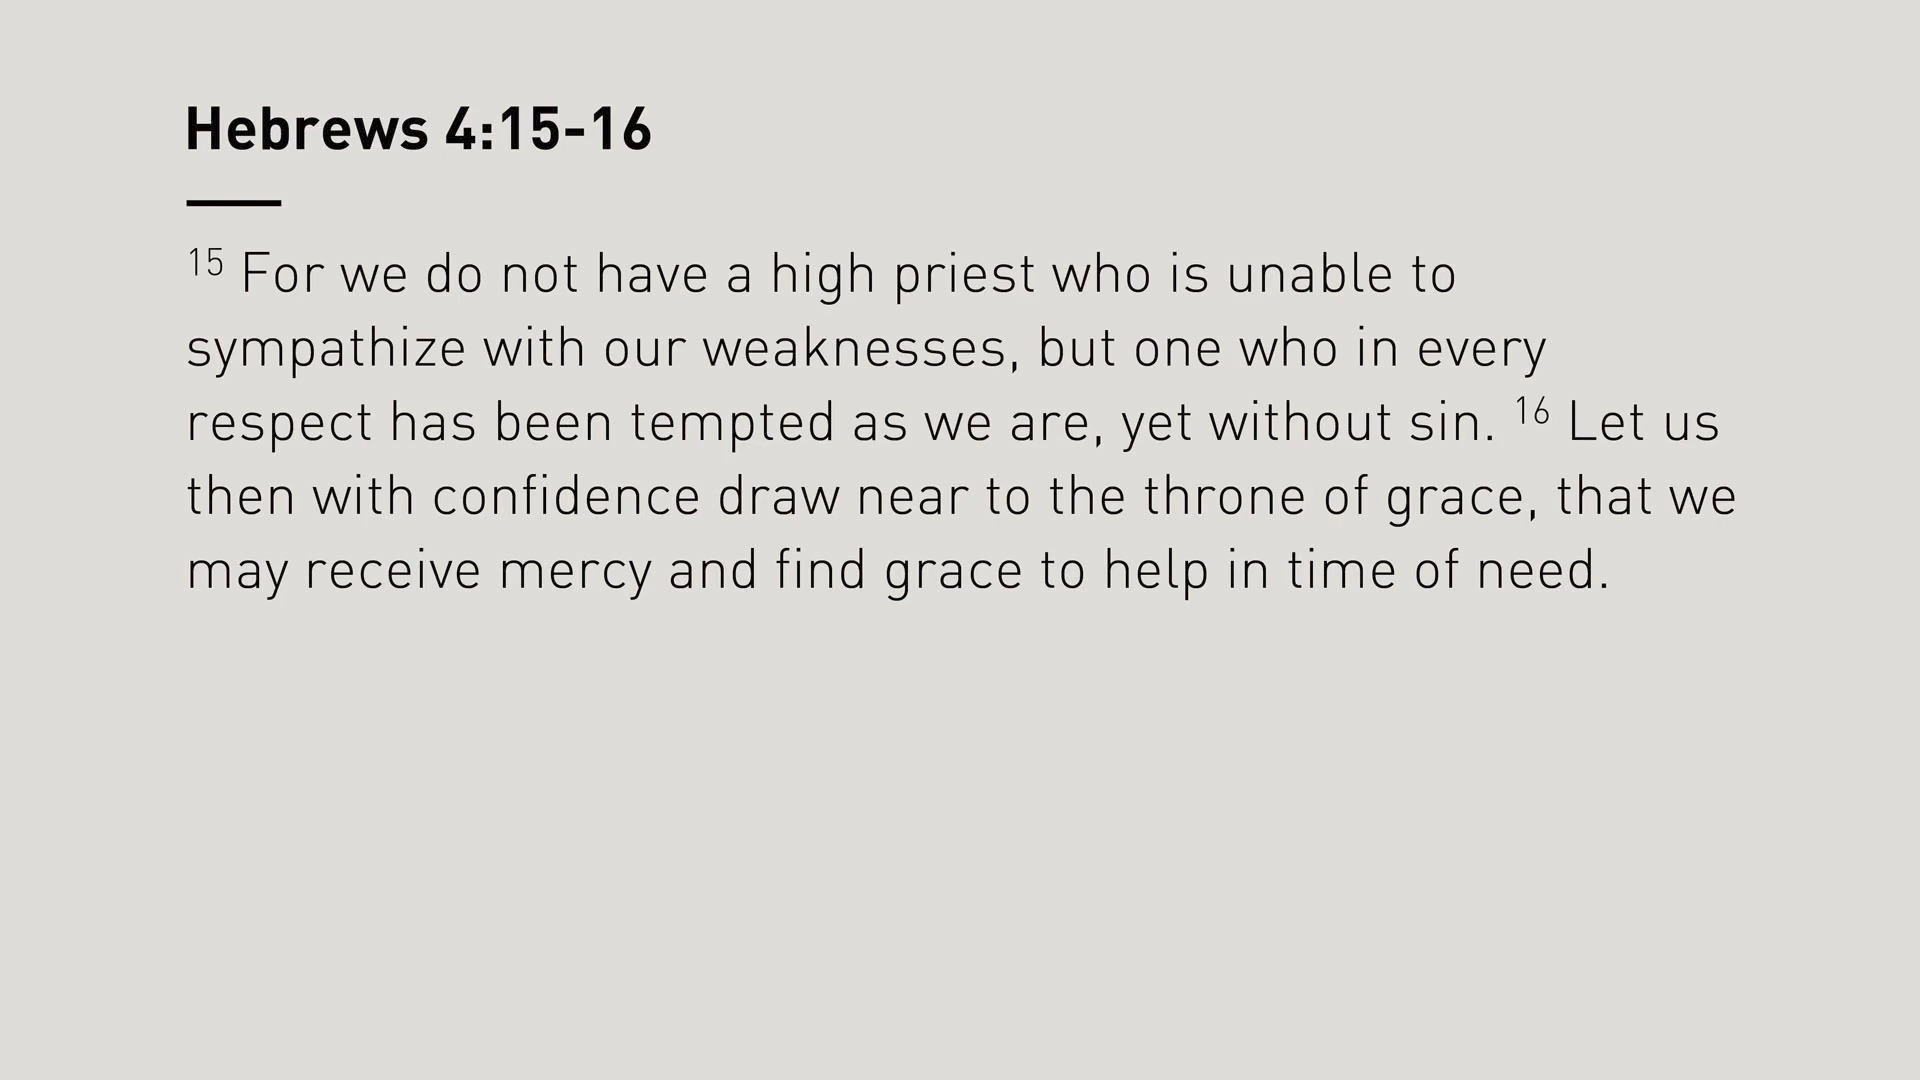 Hebrews 4:15-16
15 For we do not have a high priest who is unable to
sympathize with our weaknesses, but one who in every
respect has been tempted as we are, yet without sin. 16 Let us
then with confidence draw near to the throne of grace, that we
may receive mercy and find grace to help in time of need.